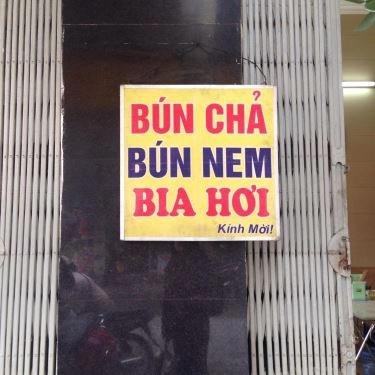 BÚN CHẢ
BÚN NEM
BIA HƠI
Kính Mời!